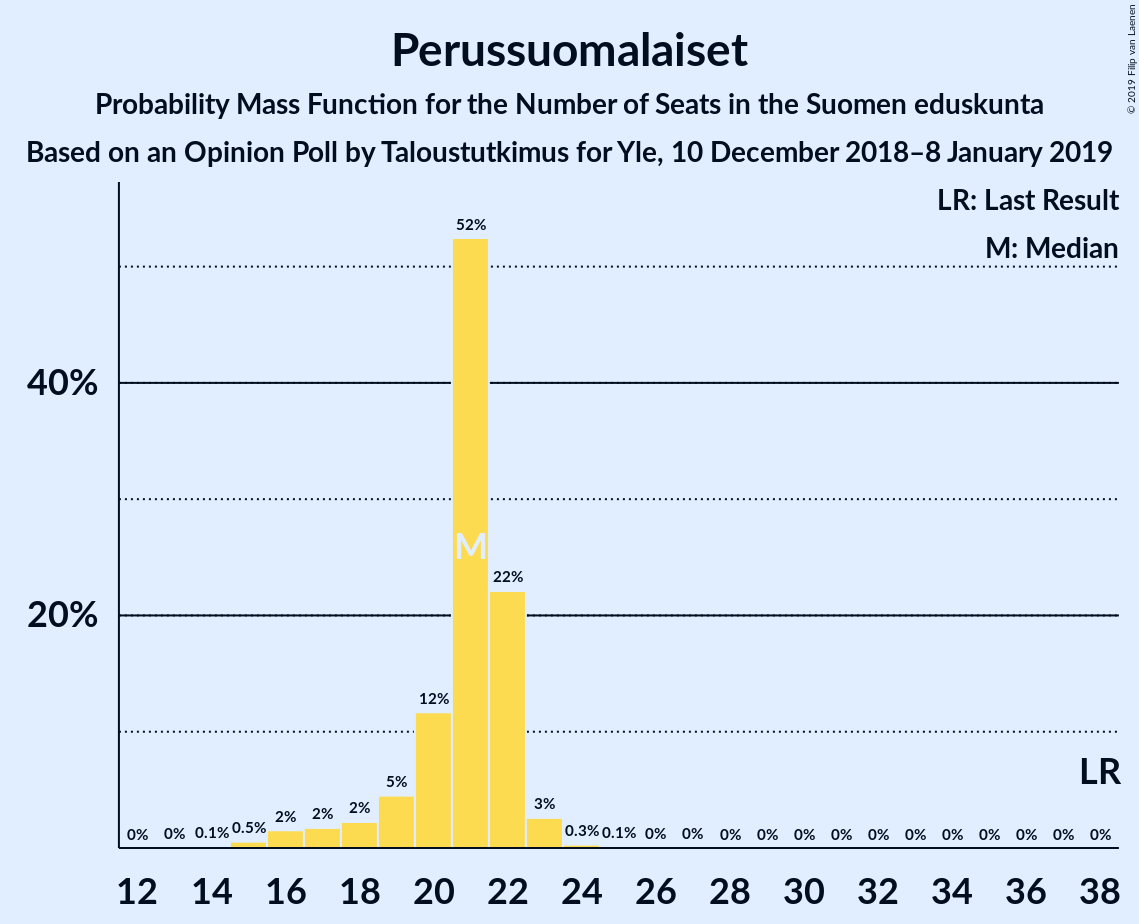 Perussuomalaiset
Probability Mass Function for the Number of Seats in the Suomen eduskunta
Based on an Opinion Poll by Taloustutkimus for Yle, 10 December 2018–8 January 2019
© 2019 Filip van Laenen
LR: Last Result
M: Median
40%
20%
52%
M
22%
12%
LR
5%
3%
0% 0% 0.1% 0.5% 2% 2% 2% 0.3% 0.1% 0% 0% 0% 0% 0% 0% 0% 0% 0% 0% 0% 0% 0%
12 14 16 18 20 22 24 26 28 30 32 34 36 38